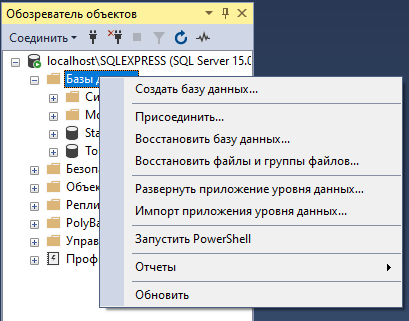 Обозреватель объектов
Соединить
localhost\SQLEXPRESS (SQL Server 15.0
Базы д
Создать базу данных...
Си
Присоединить...
Мо
Восстановить базу данных...
Sta
Восстановить файлы и группы файлов...
To
Безопа
Развернуть приложение уровня данных...
Объек
Импорт приложения уровня данных...
Репли
PolyBa
Запустить PowerShell
Управ
Профи
Отчеты
Обновить